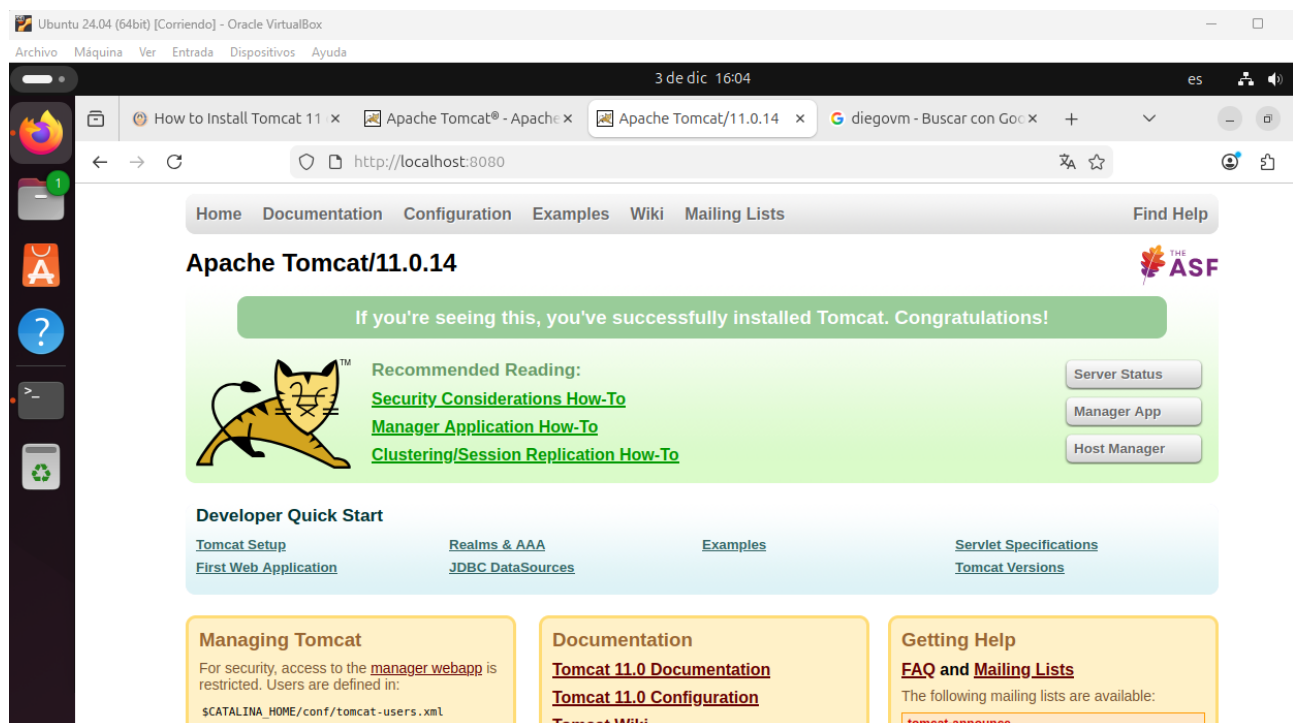 Ubuntu 24.04 (64bit) [Corriendo] - Oracle VirtualBox
Archivo Máquina Ver Entrada Dispositivos Ayuda
3 de dic 16:04 es
How to Install Tomcat 11 Apache Tomcat® - Apache Apache Tomcat/11.0.14 G diegovm - Buscar con Goo
http://localhost:8080
1
Home Documentation Configuration Examples Wiki Mailing Lists Find Help
Apache Tomcat/11.0.14
THE ASF
If you're seeing this, you've successfully installed Tomcat. Congratulations!
TM
Recommended Reading:
Security Considerations How-To
Manager Application How-To
Clustering/Session Replication How-To
Server Status
Manager App
Host Manager
Developer Quick Start
Tomcat Setup Realms & AAA Examples Servlet Specifications
First Web Application JDBC DataSources Tomcat Versions
Managing Tomcat
For security, access to the manager webapp is
restricted. Users are defined in:
$CATALINA_HOME/conf/tomcat-users.xml
Documentation
Tomcat 11.0 Documentation
Tomcat 11.0 Configuration
Tomcat Wiki
Getting Help
FAQ and Mailing Lists
The following mailing lists are available:
tomcat-announce